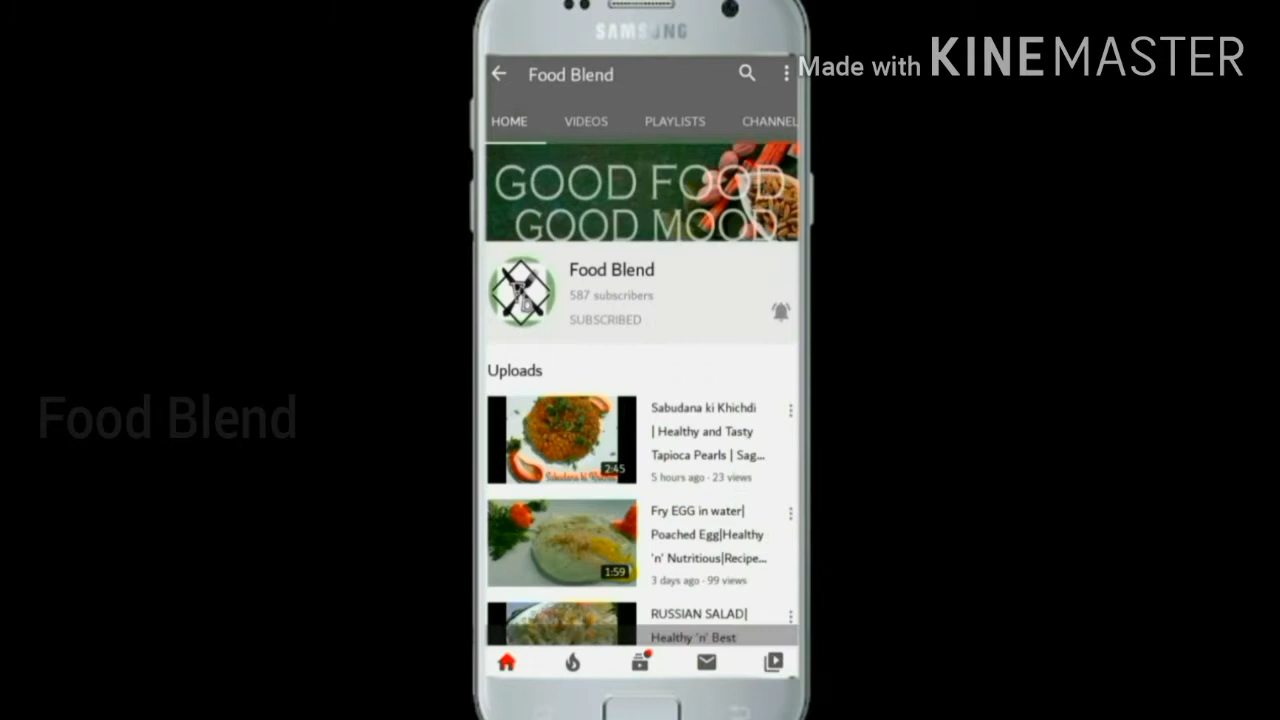 SAMSUNG
Made with KINEMASTER
Food Blend
HOME VIDEOS PLAYLISTS CHANNEL
GOOD FOOD
GOOD MOOD
Food Blend
587 subscribers
SUBSCRIBED
Uploads
Sabudana ki Khichdi
| Healthy and Tasty
Tapioca Pearls | Sag...
5 hours ago · 23 views
2:45
Fry EGG in water|
Poached Egg|Healthy
'n' Nutritious|Recipe...
3 days ago · 99 views
1:59
RUSSIAN SALAD|
Healthy 'n' Best
Food Blend